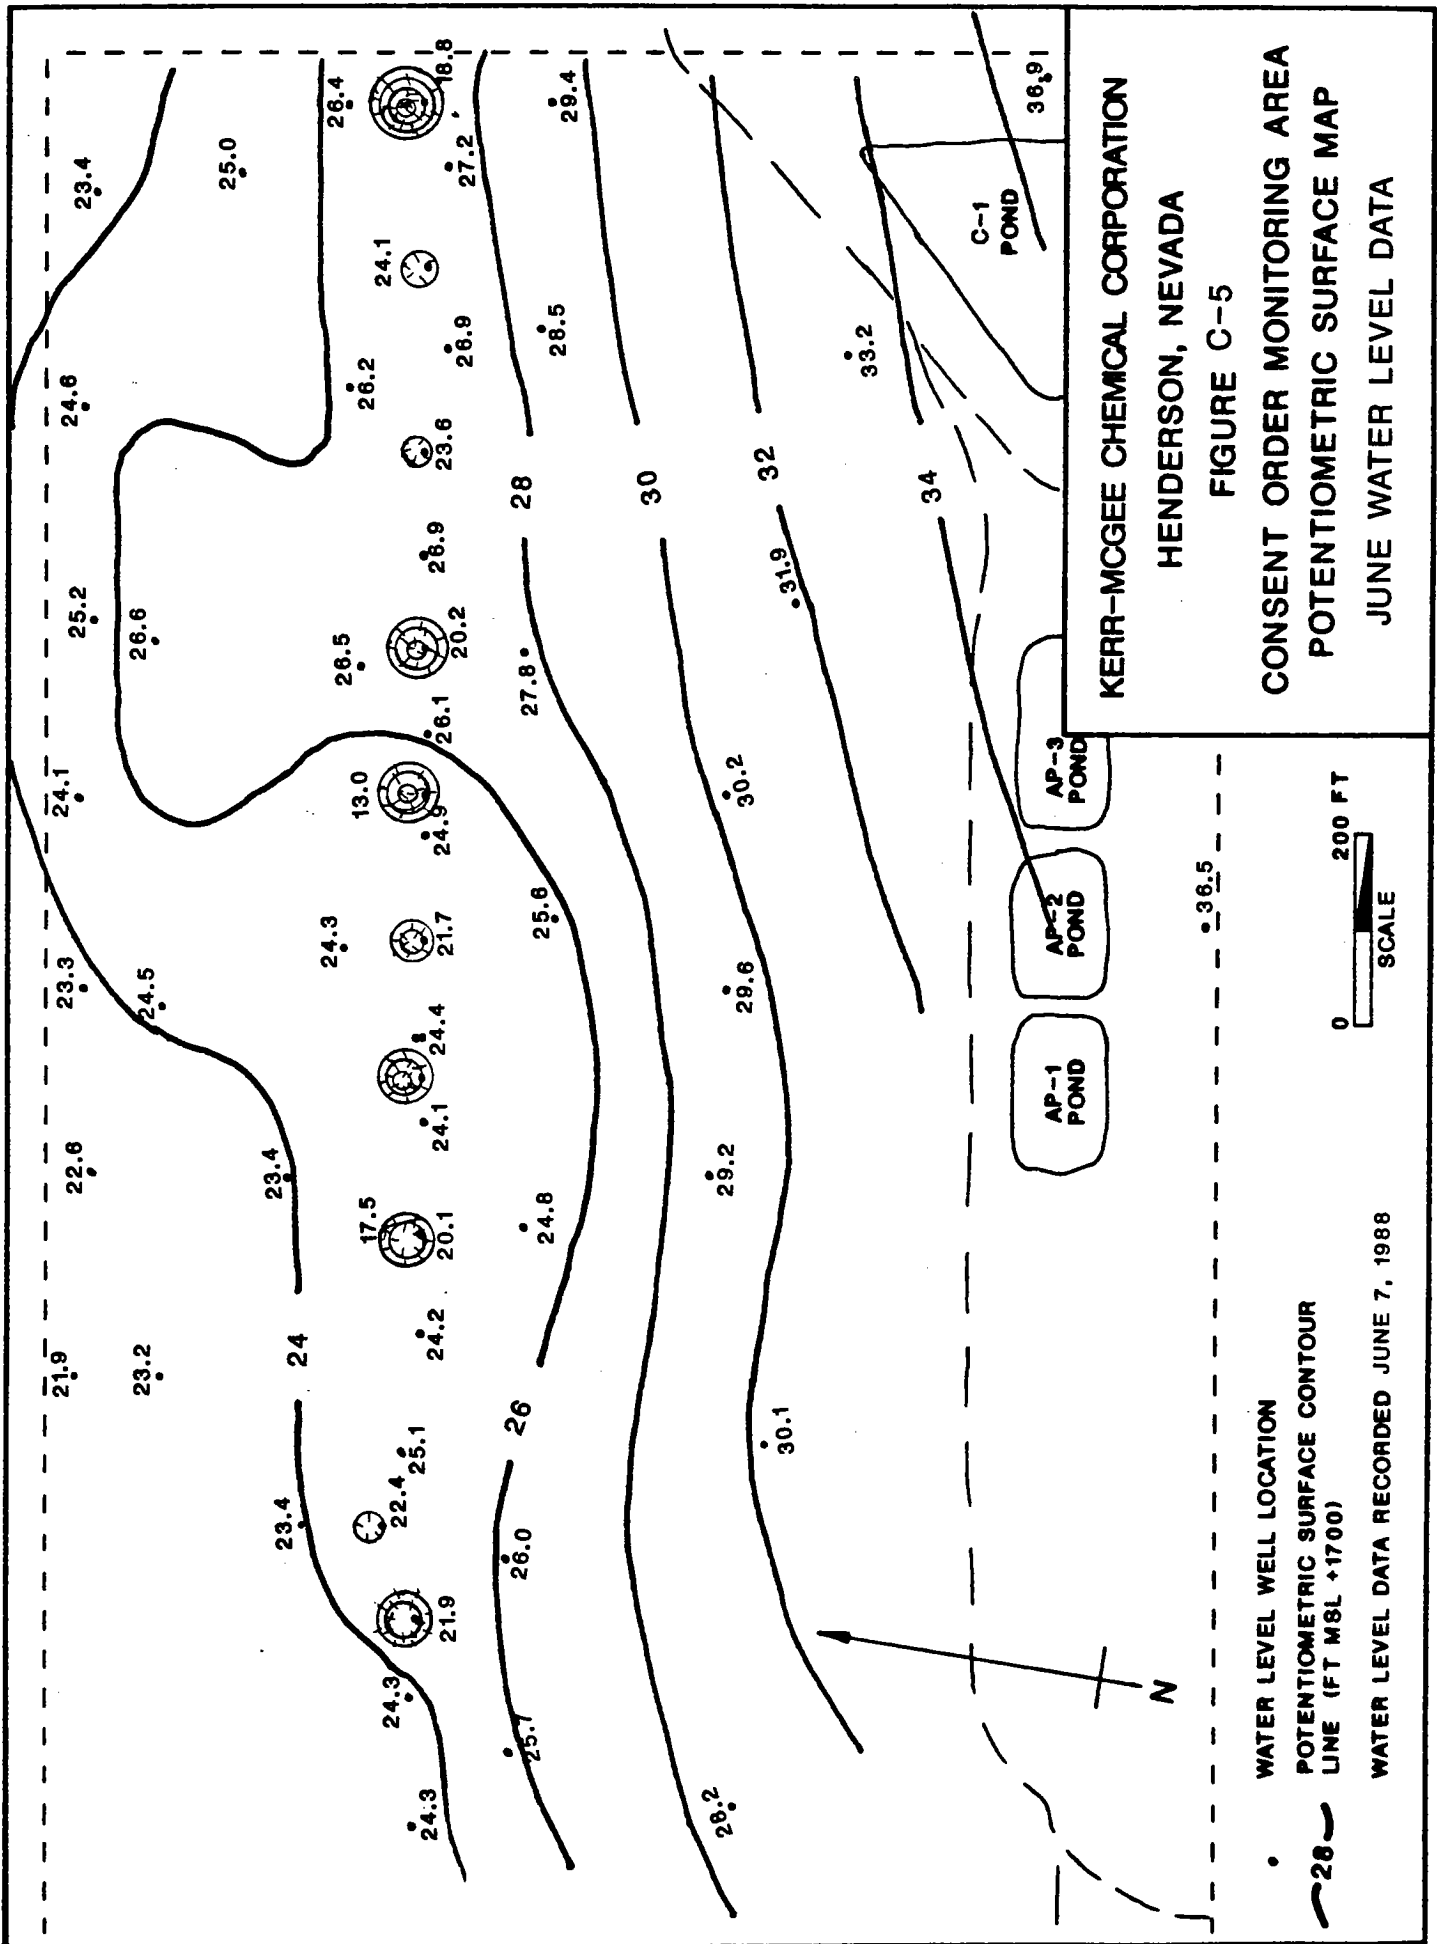 21.9
22.6
23.3
24.1
25.2
24.6
23.4
23.2
24.5
26.6
25.0
23.4
24
23.4
24.3
26.5
26.2
26.4
24.3
22.4
17.5
13.0
24.1
24.3
25.1
24.2
24.1
24.4
24.9
26.1
26.9
26.9
27.2
18.8
21.9
20.1
21.7
20.2
23.6
25.7
26.0
26
24.8
25.6
27.8
28
28.5
29.4
30
28.2
30.1
29.2
29.6
30.2
31.9
32
33.2
34
C-1
POND
36.9
AP-1
POND
AP-2
POND
AP-3
POND
N
36.5
WATER LEVEL WELL LOCATION
28
POTENTIOMETRIC SURFACE CONTOUR
LINE (FT MSL +1700)
WATER LEVEL DATA RECORDED JUNE 7, 1988
0
200 FT
SCALE
KERR-MCGEE CHEMICAL CORPORATION
HENDERSON, NEVADA
FIGURE C-5
CONSENT ORDER MONITORING AREA
POTENTIOMETRIC SURFACE MAP
JUNE WATER LEVEL DATA